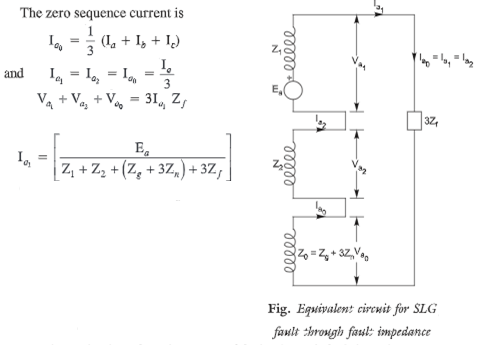 The zero sequence current is
I_{a_0} = 1/3 (I_a + I_b + I_c)
and I_{a_1} = I_{a_2} = I_{a_0} = I_a/3
V_{a_1} + V_{a_2} + V_{a_0} = 3I_{a_1} Z_f
I_{a_1} = [E_a / (Z_1 + Z_2 + (Z_g + 3Z_n) + 3Z_f)]
I_{a_1}
Z_1
V_{a_1}
I_{a_0} = I_{a_1} = I_{a_2}
+
E_a
3Z_f
I_{a_2}
Z_2
V_{a_2}
I_{a_0}
Z_0 = Z_g + 3Z_n V_{a_0}
Fig. Equivalent circuit for SLG
fault through fault impedance